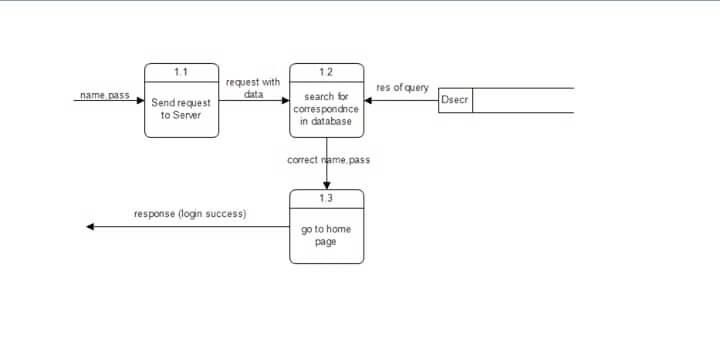 1.1
1.2
request with
data
res of query
name,pass
Send request
to Server
search for
correspondnce
in database
Dsecr
correct name,pass
1.3
response (login success)
go to home
page